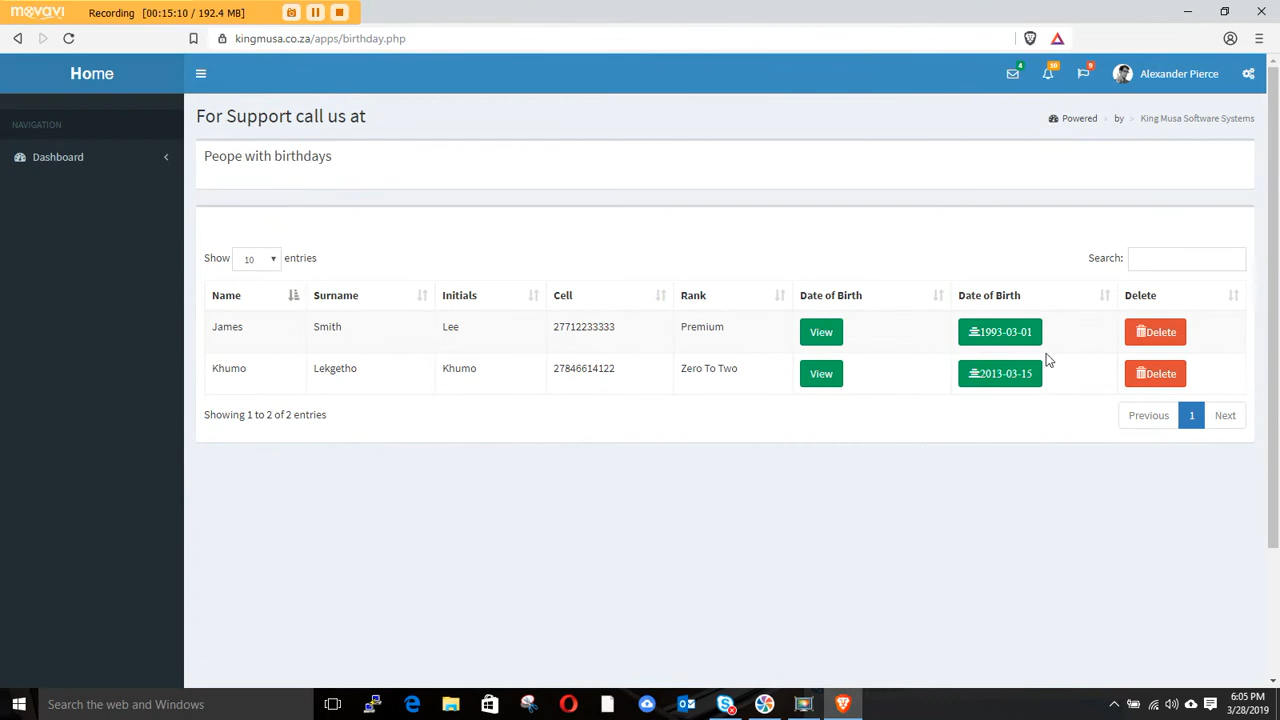 movavi Recording [00:15:10 / 192.4 MB]
kingmusa.co.za/apps/birthday.php
Home
4 10 9 Alexander Pierce
For Support call us at
Powered by King Musa Software Systems
NAVIGATION
Dashboard
Peope with birthdays
Show 10 entries Search:
Name Surname Initials Cell Rank Date of Birth Date of Birth Delete
James Smith Lee 27712233333 Premium View 1993-03-01 Delete
Khumo Lekgetho Khumo 27846614122 Zero To Two View 2013-03-15 Delete
Showing 1 to 2 of 2 entries Previous 1 Next
Search the web and Windows
6:05 PM
3/28/2019